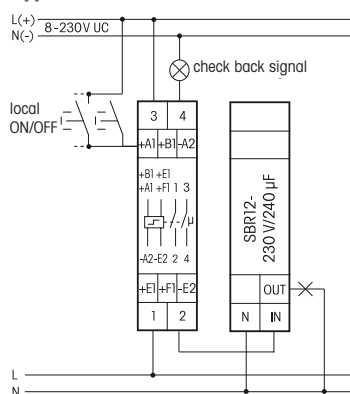 L(+)
N(-)
8-230V UC
check back signal
local
ON/OFF
3 4
+A1 +B1 -A2
+B1 +E1
+A1 +F1 1 3
μ
-A2-E2 2 4
+E1 +F1 -E2
1 2
SBR12-
230 V/240 μF
OUT
N IN
L
N